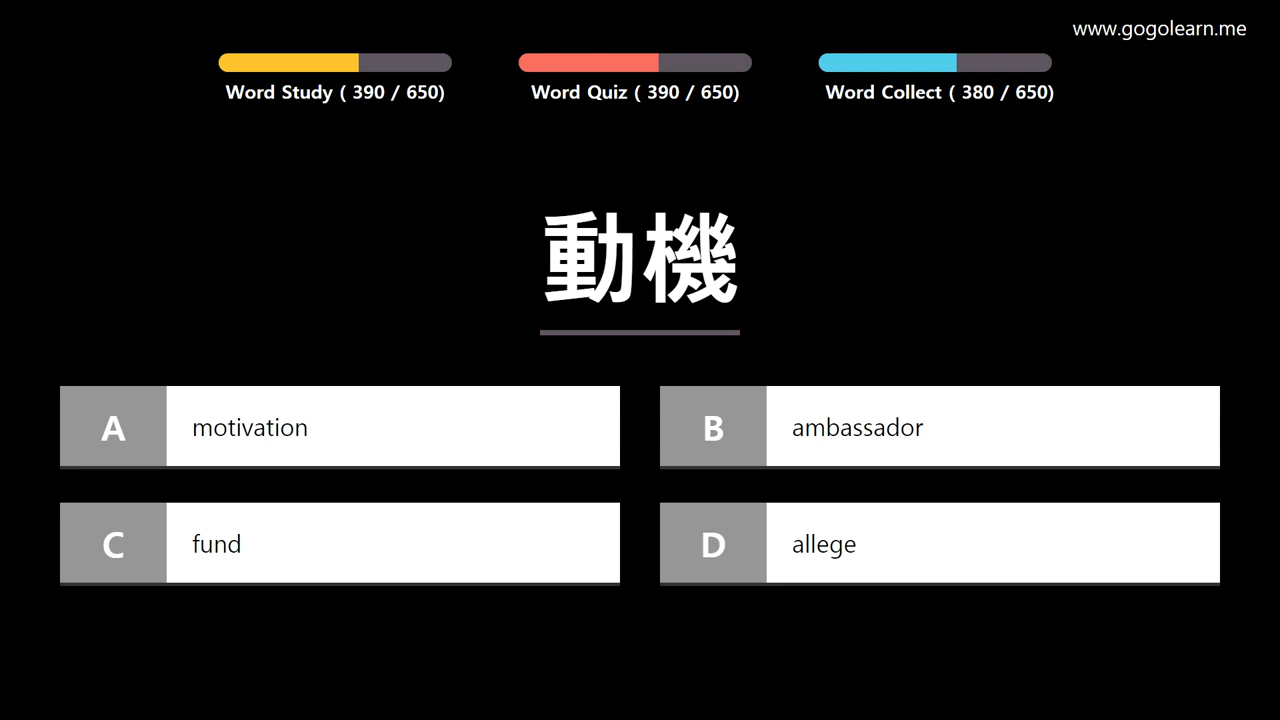 www.gogolearn.me
Word Study ( 390 / 650)
Word Quiz ( 390 / 650)
Word Collect ( 380 / 650)
動機
A
motivation
B
ambassador
C
fund
D
allege